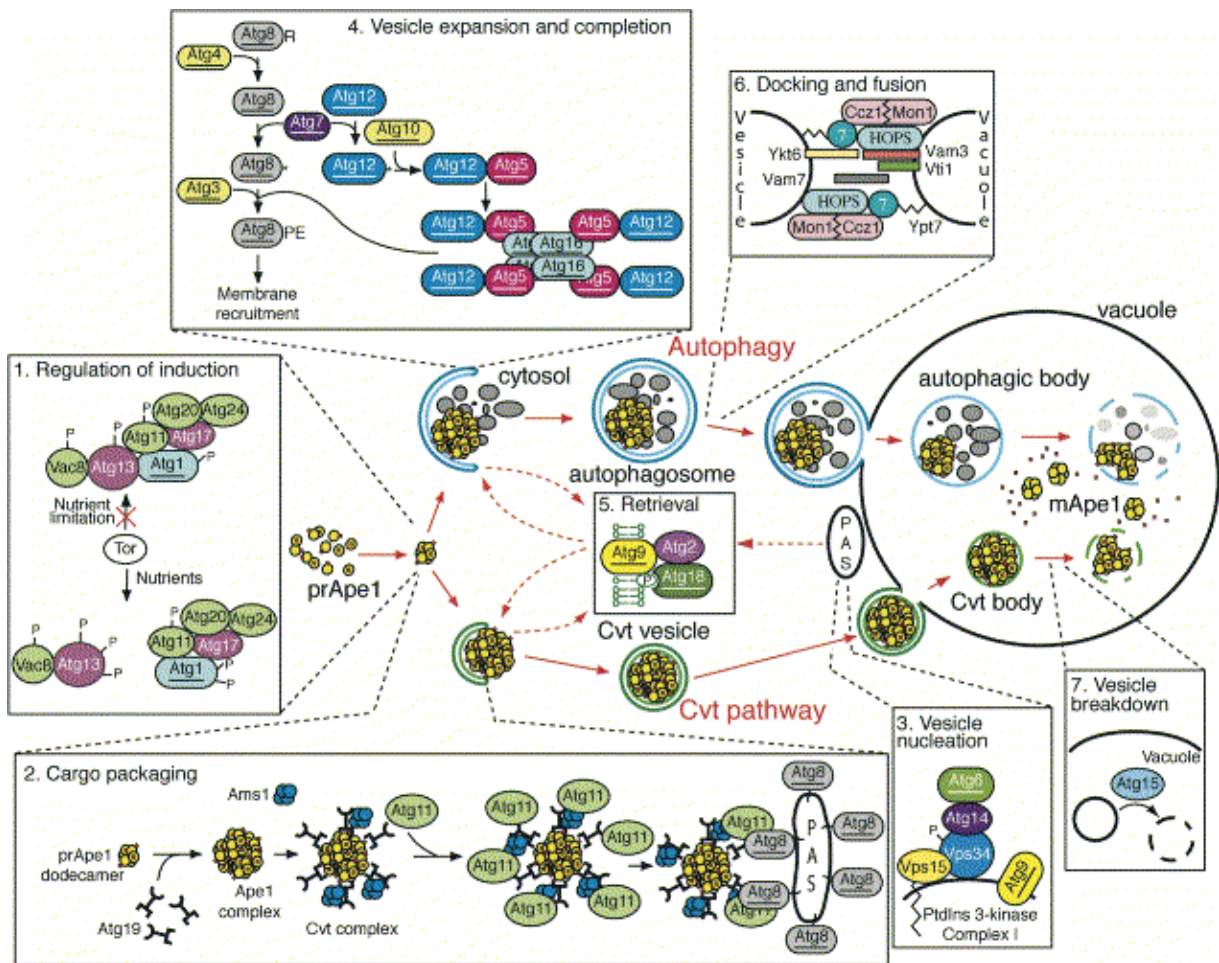 4. Vesicle expansion and completion
Atg8 R
Atg4
Atg8
Atg12
Atg7
Atg10
Atg8
Atg12
Atg12 Atg5
Atg3
Atg8 PE
Atg12 Atg5 Atg5 Atg12
Atg16
Atg16
Atg12 Atg5 Atg5 Atg12
Membrane
recruitment
6. Docking and fusion
Vesicle
Vacuole
Ccz1 Mon1
7
HOPS
Ykt6
Vam3
Vti1
Vam7
HOPS
7
Mon1 Ccz1
Ypt7
1. Regulation of induction
P
Atg20 Atg24
P
Atg11 Atg17
P
Vac8 Atg13 Atg1
Nutrient
limitation
Tor
Nutrients
P
P
Atg20 Atg24
P
Atg11 Atg17
P
Vac8 Atg13
P
Atg1
P
P
Autophagy
cytosol
autophagosome
vacuole
autophagic body
mApe1
prApe1
5. Retrieval
Atg9 Atg2
P
Atg18
PAS
Cvt vesicle
Cvt body
Cvt pathway
2. Cargo packaging
Ams1
prApe1
dodecamer
Atg19
Ape1
complex
Cvt complex
Atg11
Atg11
Atg11
Atg11
Atg11
Atg11
Atg11
Atg11
Atg11
Atg11
Atg8
Atg8
Atg8
Atg8
Atg8
Atg8
PAS
3. Vesicle
nucleation
Atg6
Atg14
P
Vps34
Vps15
Atg9
PtdIns 3-kinase
Complex I
7. Vesicle
breakdown
Vacuole
Atg15